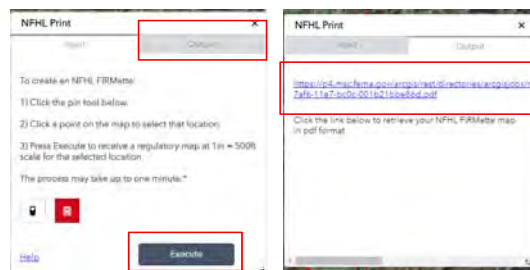 NFHL Print
×
Input
Output
To create an NFHL FIRMette:
1) Click the pin tool below.
2) Click a point on the map to select that location.
3) Press Execute to receive a regulatory map at 1in = 500ft
scale for the selected location.
The process may take up to one minute.*
Help
Execute
NFHL Print
×
Input
Output
https://p4.msc.fema.gov/arcgis/rest/directories/arcgisjobs/n
Click the link below to retrieve your NFHL FIRMette map
in pdf format